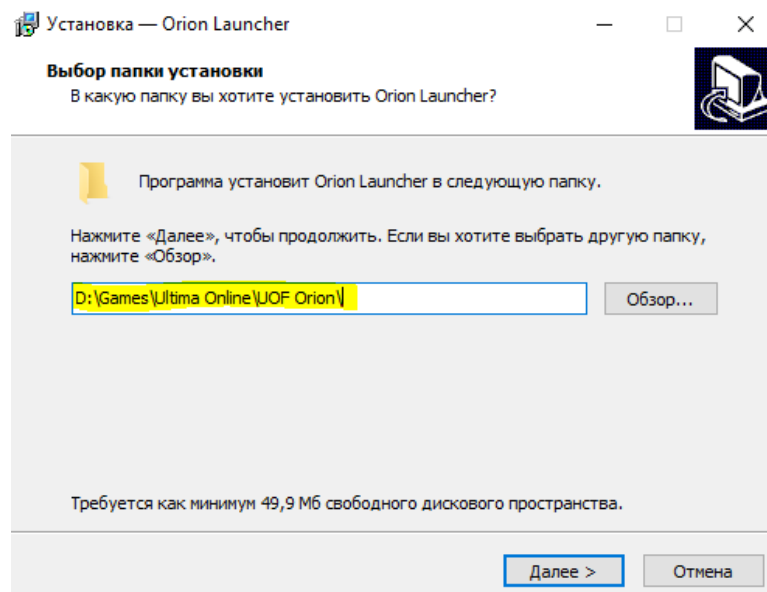 Установка — Orion Launcher
Выбор папки установки
В какую папку вы хотите установить Orion Launcher?
Программа установит Orion Launcher в следующую папку.
Нажмите «Далее», чтобы продолжить. Если вы хотите выбрать другую папку,
нажмите «Обзор».
D:\Games\Ultima Online\UOF Orion\
Обзор...
Требуется как минимум 49,9 Мб свободного дискового пространства.
Далее >
Отмена